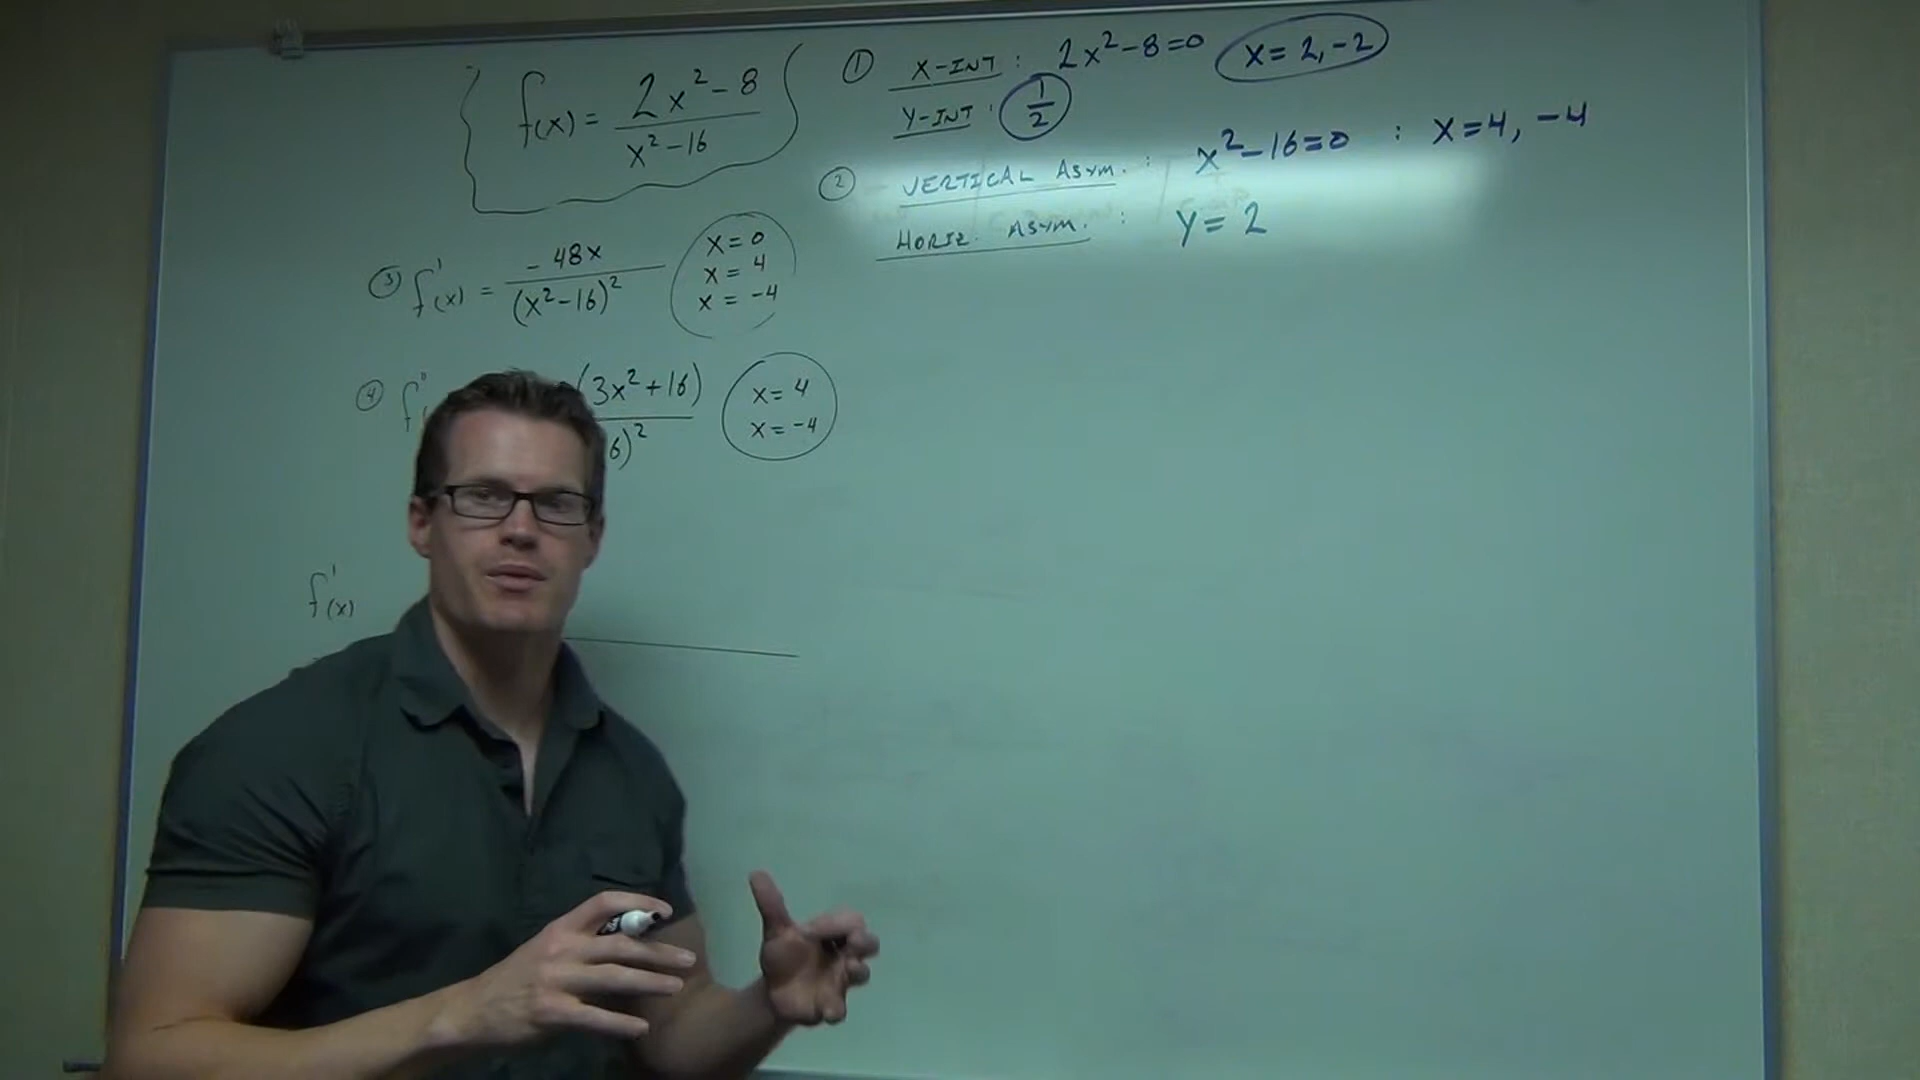 f(x) = 2x² - 8 / x² - 16
① X-INT : 2x² - 8 = 0 x = 2, -2
Y-INT : 1/2
② VERTICAL ASYM. : x² - 16 = 0 : x = 4, -4
HORIZ. ASYM. : y = 2
③ f'(x) = -48x / (x² - 16)²
x = 0
x = 4
x = -4
④ f" (3x² + 16) / 6)²
x = 4
x = -4
f'(x)